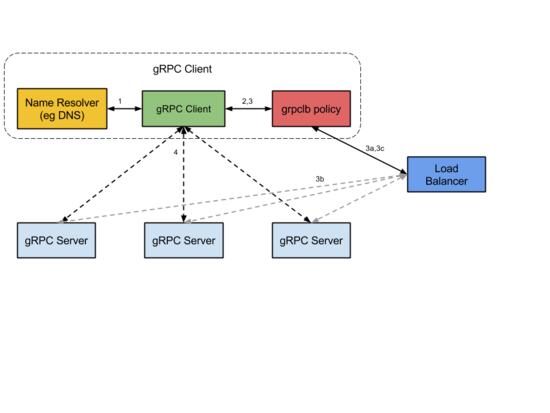 gRPC Client
Name Resolver
(eg DNS)
1
gRPC Client
2,3
grpclb policy
3a,3c
4
Load
Balancer
3b
gRPC Server
gRPC Server
gRPC Server